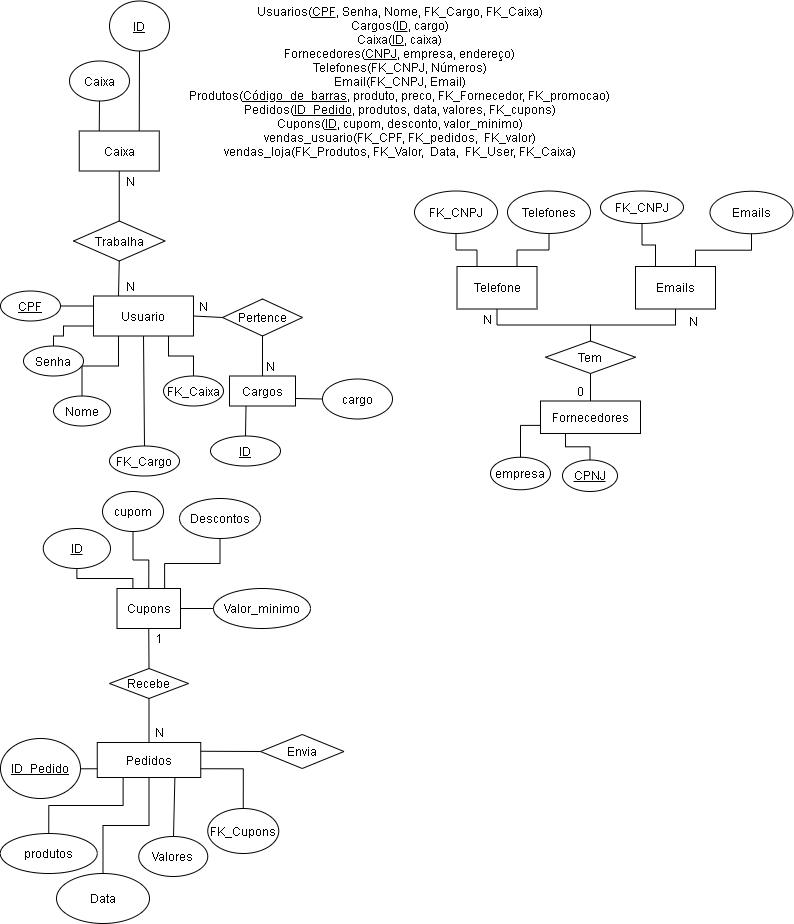 Usuarios(CPF, Senha, Nome, FK_Cargo, FK_Caixa)
Cargos(ID, cargo)
Caixa(ID, caixa)
Fornecedores(CNPJ, empresa, endereço)
Telefones(FK_CNPJ, Números)
Email(FK_CNPJ, Email)
Produtos(Código_de_barras, produto, preco, FK_Fornecedor, FK_promocao)
Pedidos(ID_Pedido, produtos, data, valores, FK_cupons)
Cupons(ID, cupom, desconto, valor_minimo)
vendas_usuario(FK_CPF, FK_pedidos, FK_valor)
vendas_loja(FK_Produtos, FK_Valor, Data, FK_User, FK_Caixa)
ID
Caixa
Caixa
N
Trabalha
N
CPF
Usuario
N
Pertence
Senha
Nome
FK_Cargo
FK_Caixa
N
Cargos
cargo
ID
FK_CNPJ
Telefones
FK_CNPJ
Emails
Telefone
Emails
N
N
Tem
0
Fornecedores
empresa
CPNJ
cupom
Descontos
ID
Cupons
Valor_minimo
1
Recebe
N
ID_Pedido
Pedidos
Envia
produtos
Data
Valores
FK_Cupons